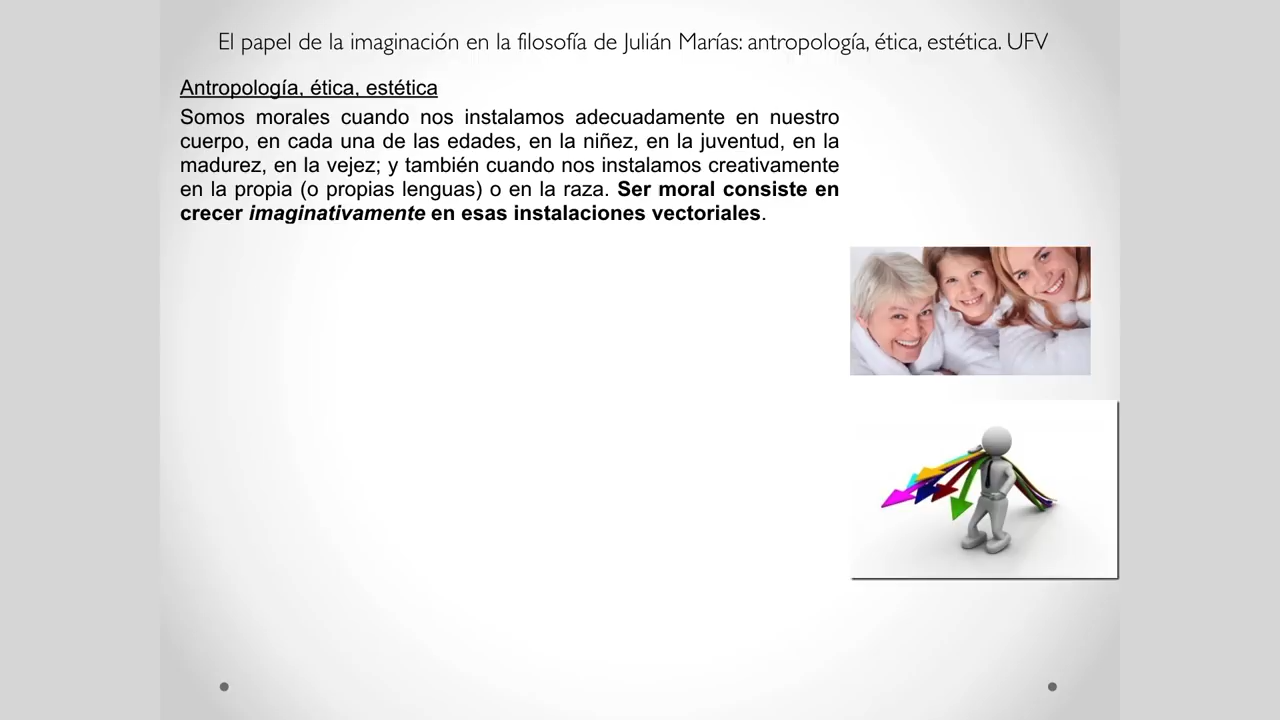 El papel de la imaginación en la filosofía de Julián Marías: antropología, ética, estética. UFV
Antropología, ética, estética
Somos morales cuando nos instalamos adecuadamente en nuestro
cuerpo, en cada una de las edades, en la niñez, en la juventud, en la
madurez, en la vejez; y también cuando nos instalamos creativamente
en la propia (o propias lenguas) o en la raza. Ser moral consiste en
crecer imaginativamente en esas instalaciones vectoriales.